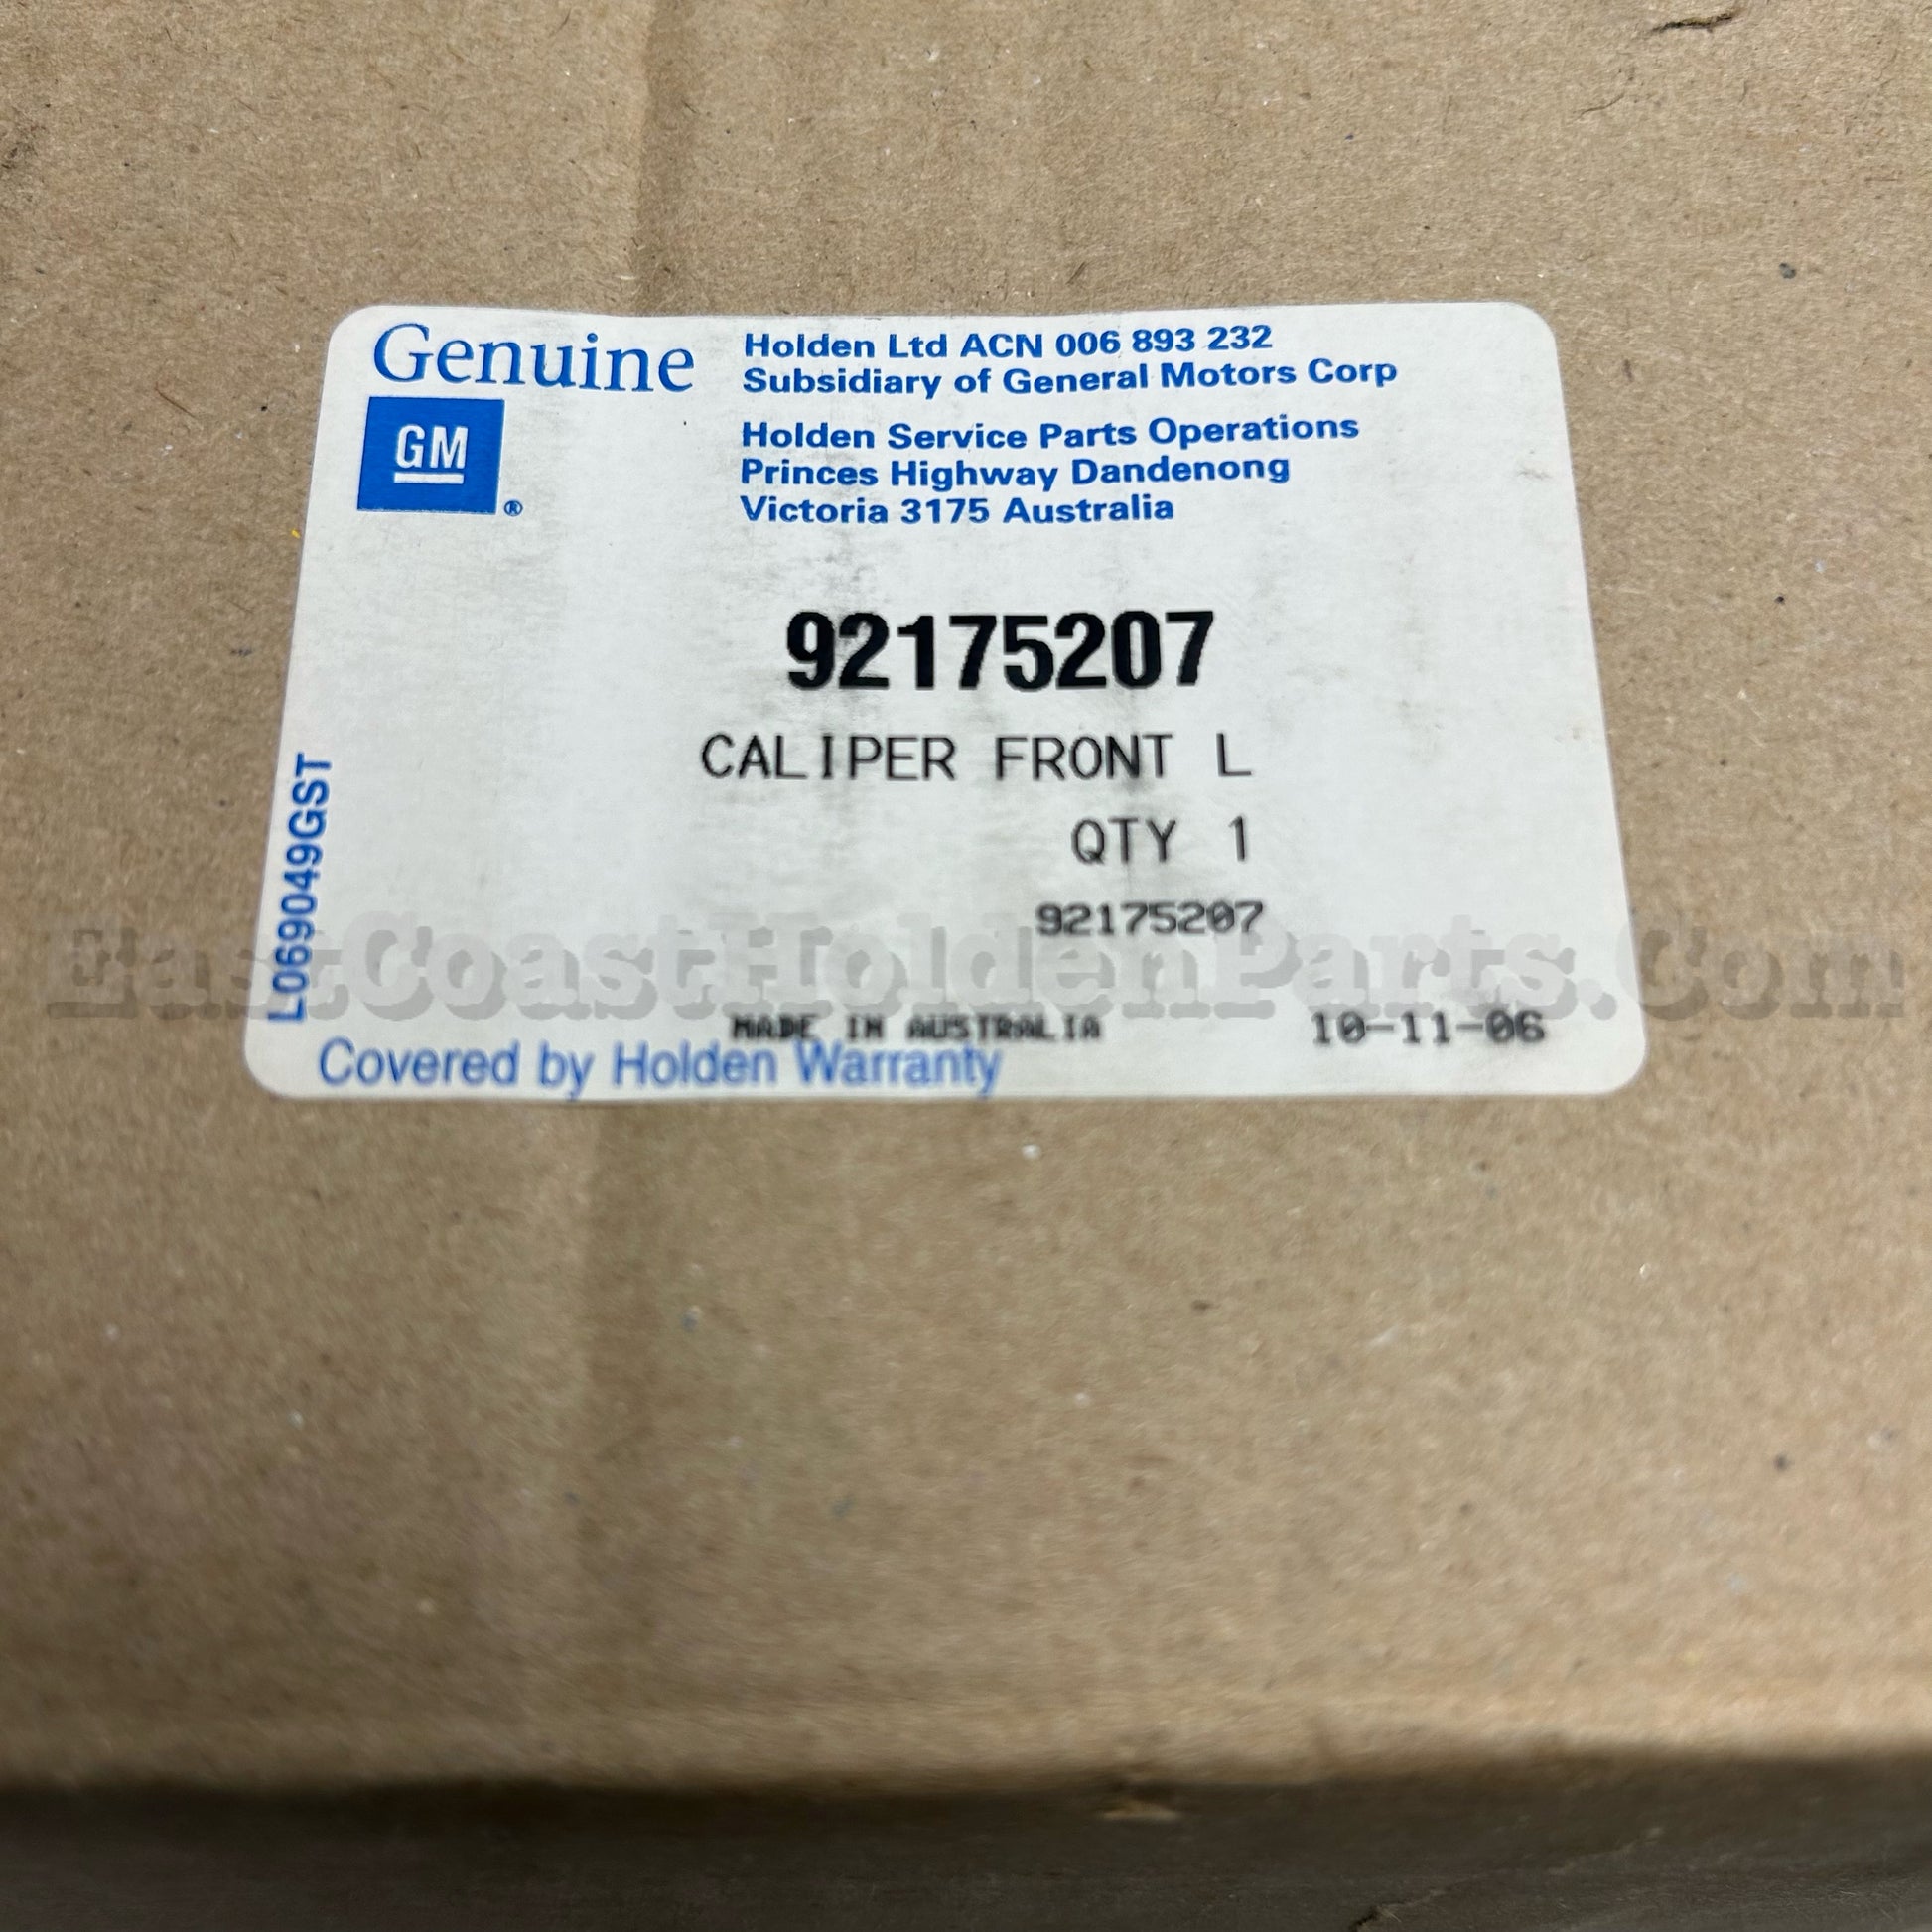 Genuine
GM
®
Holden Ltd ACN 006 893 232
Subsidiary of General Motors Corp
Holden Service Parts Operations
Princes Highway Dandenong
Victoria 3175 Australia
92175207
CALIPER FRONT L
QTY 1
92175207
L069049GST
EastCoastHoldenParts.Com
MADE IN AUSTRALIA
10-11-06
Covered by Holden Warranty